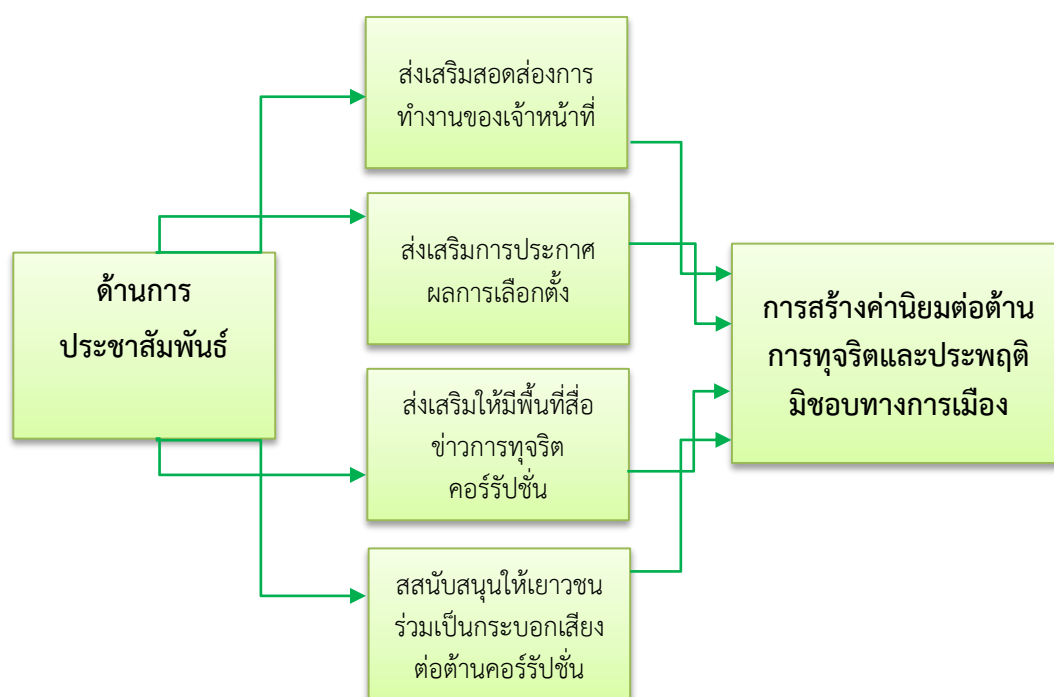 ส่งเสริมสอดส่องการ
ทำงานของเจ้าหน้าที่
ส่งเสริมการประกาศ
ผลการเลือกตั้ง
ด้านการ
ประชาสัมพันธ์
การสร้างค่านิยมต่อต้าน
การทุจริตและประพฤติ
มิชอบทางการเมือง
ส่งเสริมให้มีพื้นที่สื่อ
ข่าวการทุจริต
คอร์รัปชั่น
สสนับสนุนให้เยาวชน
ร่วมเป็นกระบอกเสียง
ต่อต้านคอร์รัปชั่น